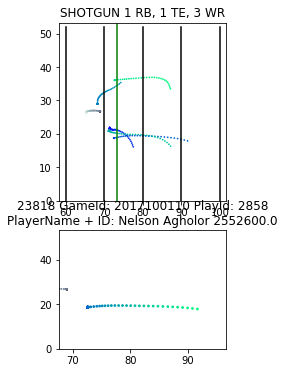 SHOTGUN 1 RB, 1 TE, 3 WR
50
40
30
20
10
0
60 70 80 90 100
23818 GameId: 2017100110 PlayId: 2858
PlayerName + ID: Nelson Agholor 2552600.0
40
20
0
70 80 90